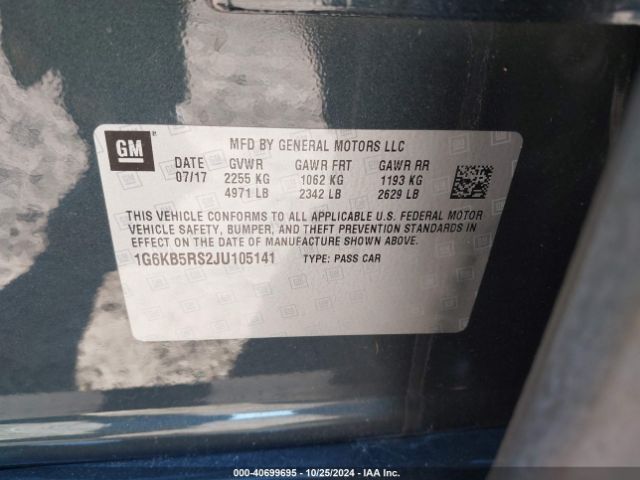 GM
MFD BY GENERAL MOTORS LLC
DATE GVWR GAWR FRT GAWR RR
07/17 2255 KG 1062 KG 1193 KG
4971 LB 2342 LB 2629 LB
THIS VEHICLE CONFORMS TO ALL APPLICABLE U.S. FEDERAL MOTOR
VEHICLE SAFETY, BUMPER, AND THEFT PREVENTION STANDARDS IN
EFFECT ON THE DATE OF MANUFACTURE SHOWN ABOVE.
1G6KB5RS2JU105141 TYPE: PASS CAR
000-40699695 - 10/25/2024 - IAA Inc.